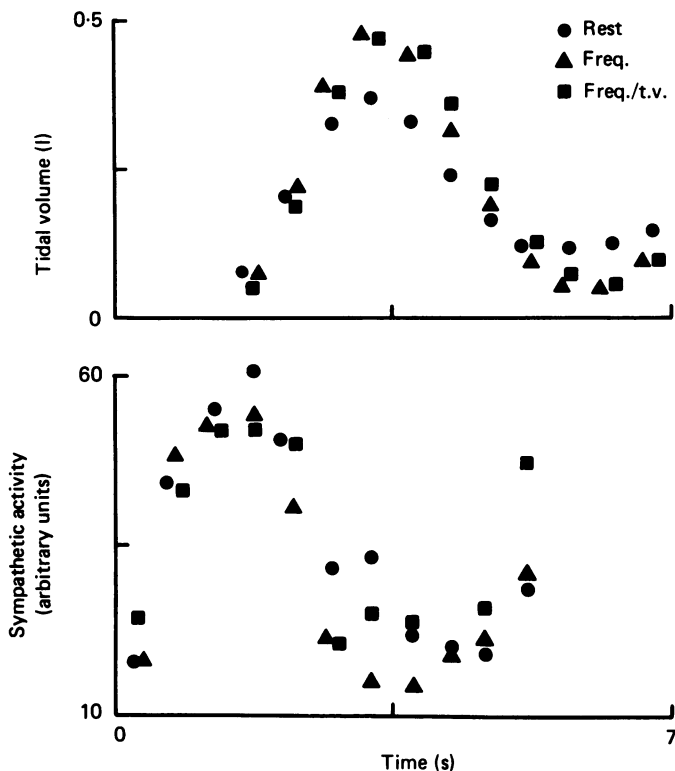 0·5
Rest
Freq.
Freq./t.v.
Tidal volume (l)
0
60
Sympathetic activity
(arbitrary units)
10
0
7
Time (s)